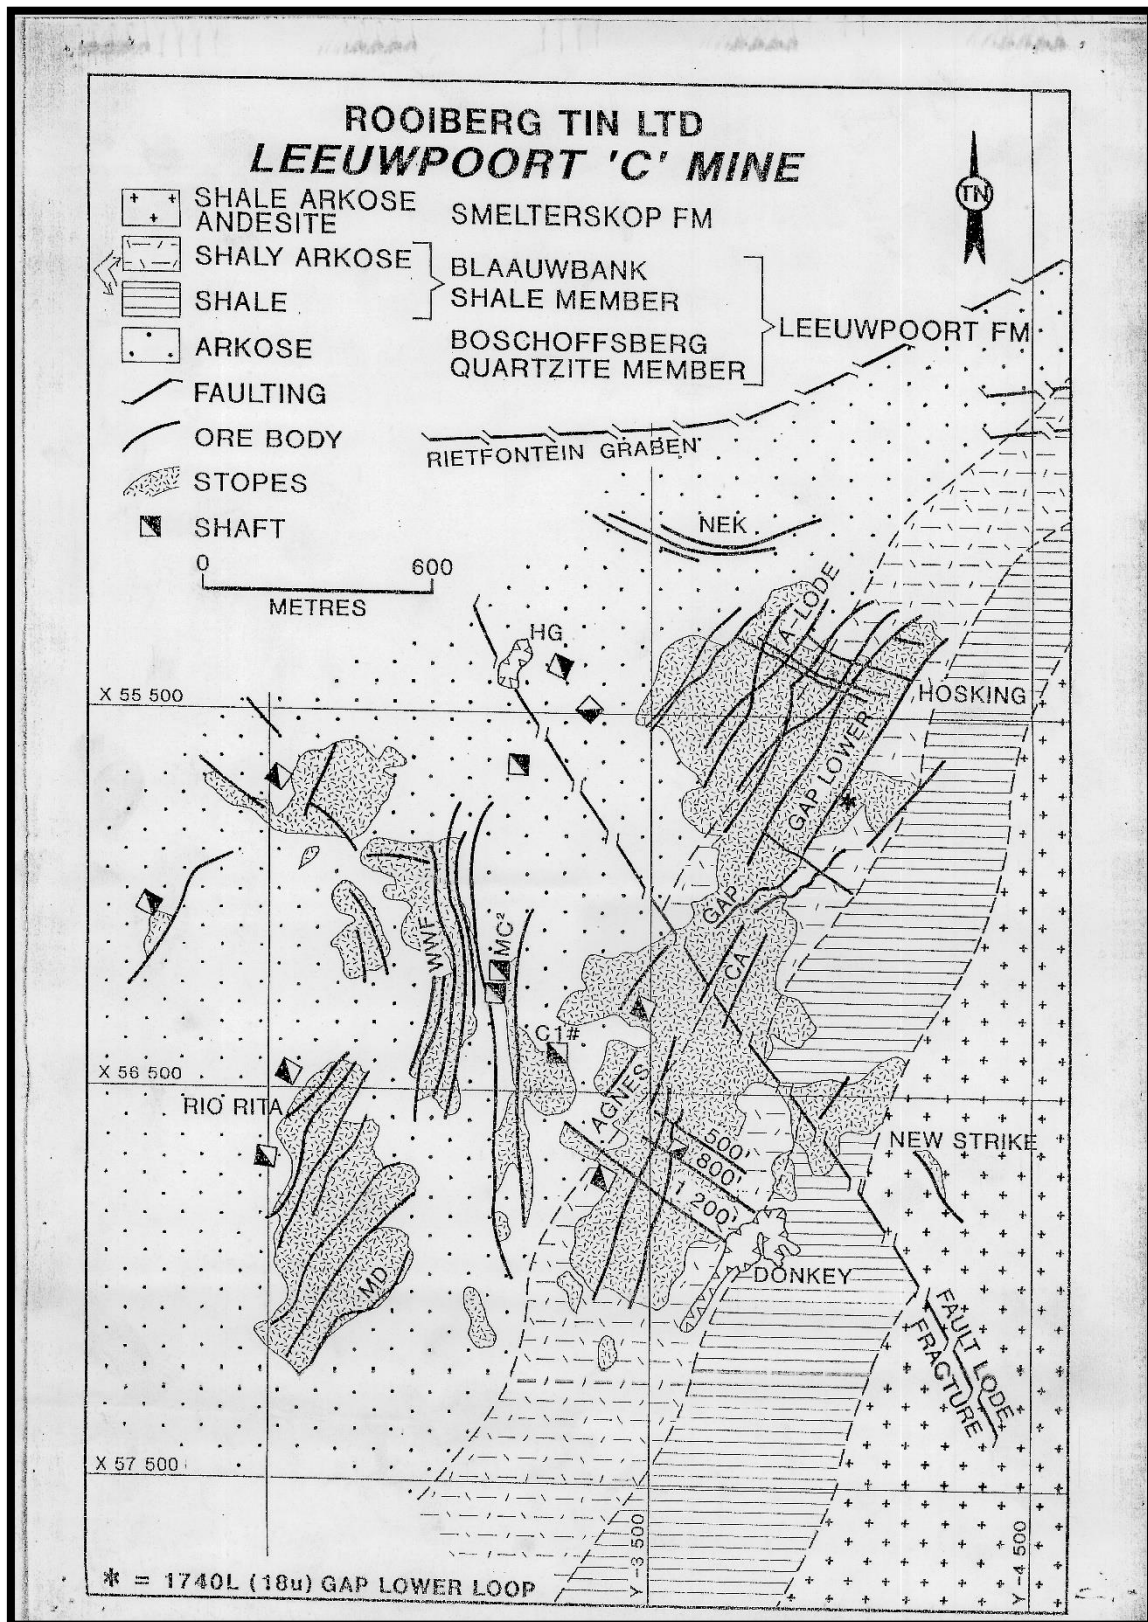 ROOIBERG TIN LTD
LEEUWPOORT 'C' MINE
TN
SHALE ARKOSE
ANDESITE
SMELTERSKOP FM
SHALY ARKOSE
SHALE
BLAAUWBANK
SHALE MEMBER
LEEUWPOORT FM
ARKOSE
BOSCHOFFSBERG
QUARTZITE MEMBER
FAULTING
ORE BODY
STOPES
SHAFT
0 600
METRES
RIETFONTEIN GRABEN
NEK
A-LODE
HG
X 55 500
HOSKING
GAP LOWER
*
GAP
WWF
MC²
CA
C1#
X 56 500
RIO RITA
AGNES
500'
800'
1 200'
NEW STRIKE
MD
DONKEY
FAULT LODE
FRACTURE
X 57 500
Y -3 500
Y -4 500
* = 1740L (18u) GAP LOWER LOOP